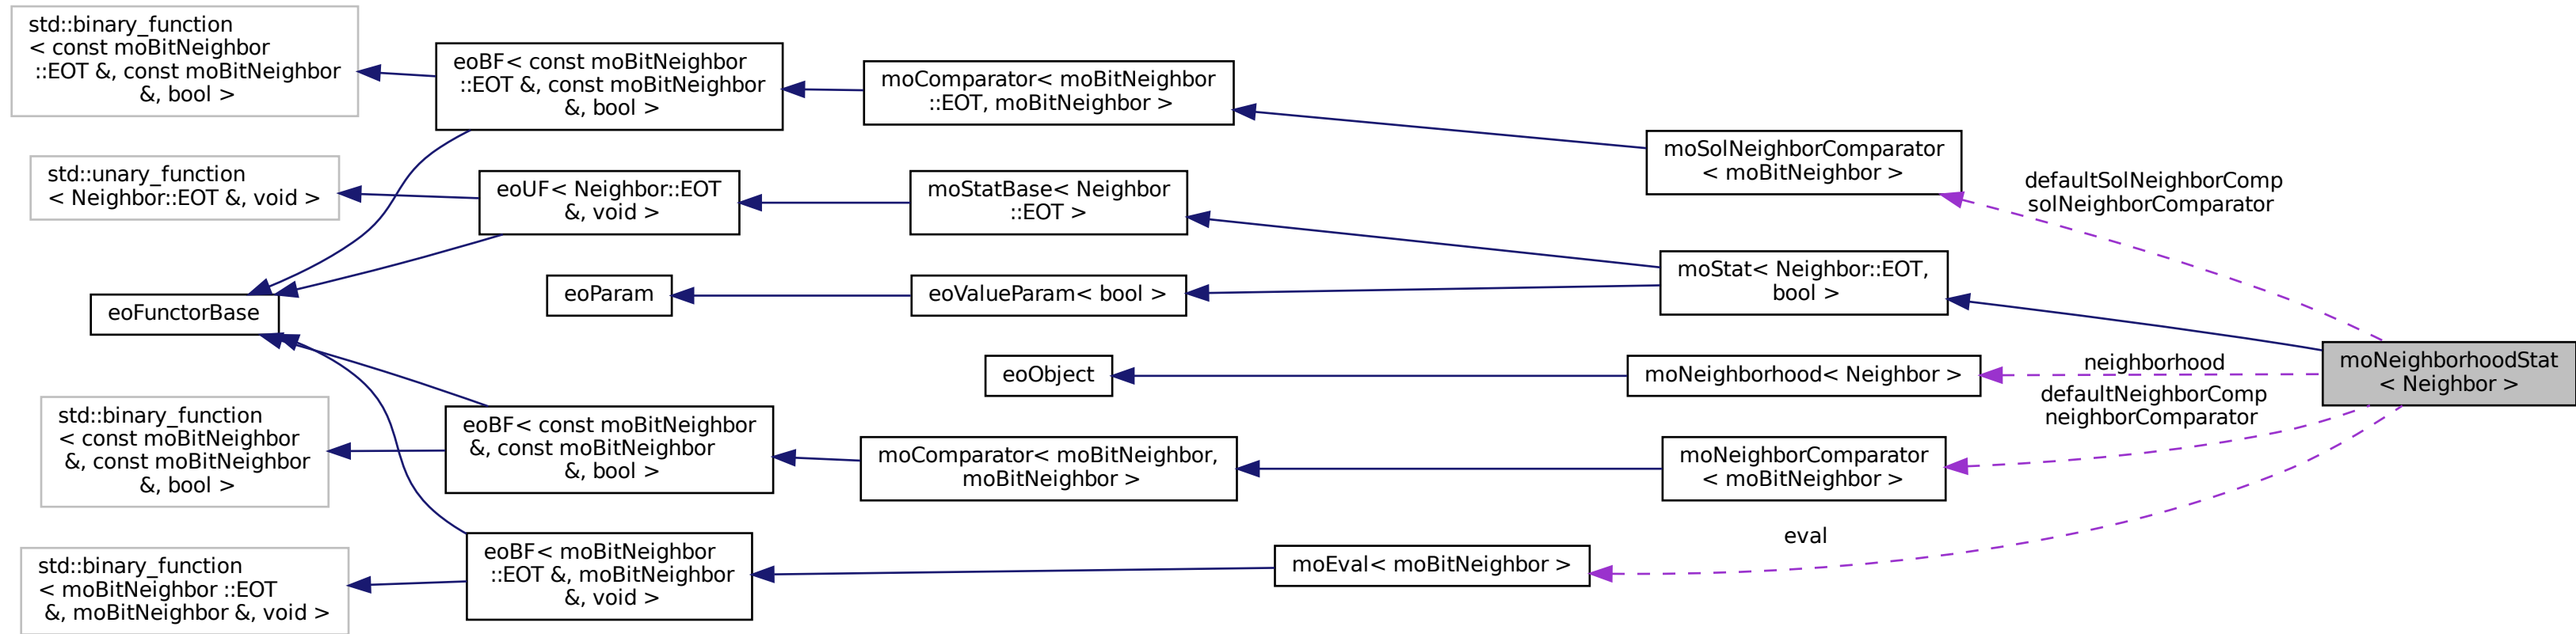 std::binary_function
< const moBitNeighbor
::EOT &, const moBitNeighbor
&, bool >
eoBF< const moBitNeighbor
::EOT &, const moBitNeighbor
&, bool >
moComparator< moBitNeighbor
::EOT, moBitNeighbor >
moSolNeighborComparator
< moBitNeighbor >
defaultSolNeighborComp
solNeighborComparator
std::unary_function
< Neighbor::EOT &, void >
eoUF< Neighbor::EOT
&, void >
moStatBase< Neighbor
::EOT >
moStat< Neighbor::EOT,
bool >
eoParam
eoValueParam< bool >
eoFunctorBase
eoObject
moNeighborhood< Neighbor >
neighborhood
moNeighborhoodStat
< Neighbor >
defaultNeighborComp
neighborComparator
std::binary_function
< const moBitNeighbor
&, const moBitNeighbor
&, bool >
eoBF< const moBitNeighbor
&, const moBitNeighbor
&, bool >
moComparator< moBitNeighbor,
moBitNeighbor >
moNeighborComparator
< moBitNeighbor >
eval
std::binary_function
< moBitNeighbor ::EOT
&, moBitNeighbor &, void >
eoBF< moBitNeighbor
::EOT &, moBitNeighbor
&, void >
moEval< moBitNeighbor >